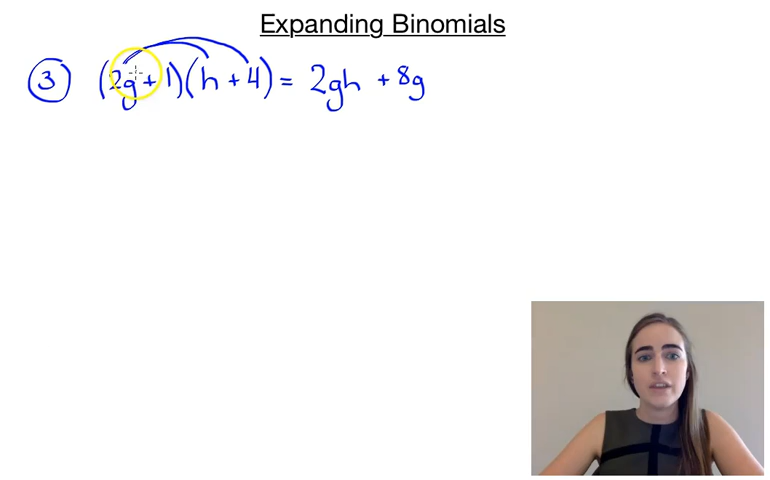 Expanding Binomials
③ (2g + 1)(h + 4) = 2gh + 8g